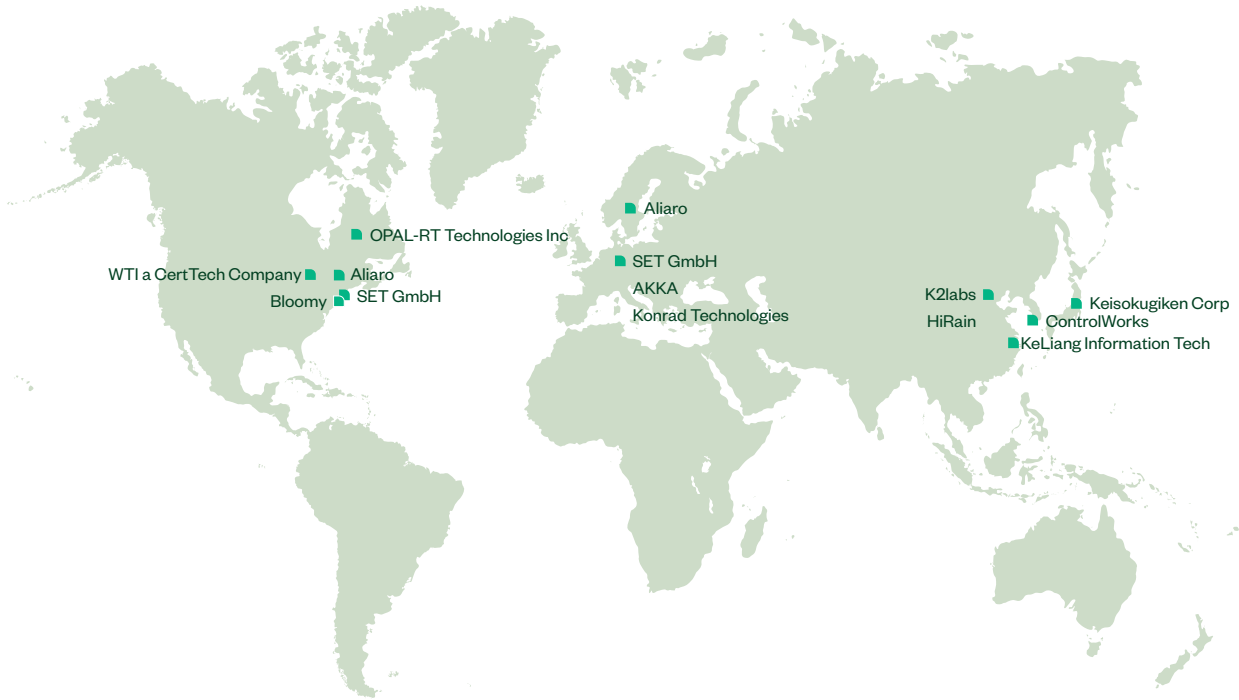 Aliaro
OPAL-RT Technologies Inc
WTI a CertTech Company
Aliaro
SET GmbH
Bloomy
SET GmbH
AKKA
Konrad Technologies
K2labs
HiRain
Keisokugiken Corp
ControlWorks
KeLiang Information Tech